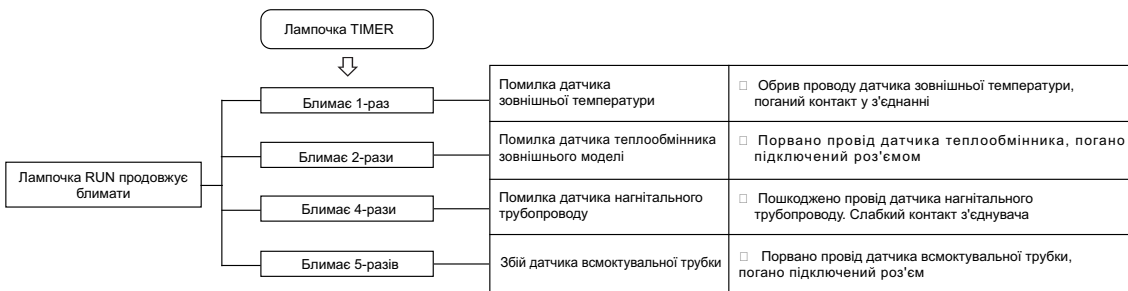 Лампочка TIMER
Лампочка RUN продовжує
блимати
Блимає 1-раз
Помилка датчика
зовнішньої температури
□ Обрив проводу датчика зовнішньої температури,
поганий контакт у з'єднанні
Блимає 2-рази
Помилка датчика теплообмінника
зовнішнього моделі
□ Порвано провід датчика теплообмінника, погано
підключений роз'ємом
Блимає 4-рази
Помилка датчика нагнітального
трубопроводу
□ Пошкоджено провід датчика нагнітального
трубопроводу. Слабкий контакт з'єднувача
Блимає 5-разів
Збій датчика всмоктувальної трубки
□ Порвано провід датчика всмоктувальної трубки,
погано підключений роз'єм